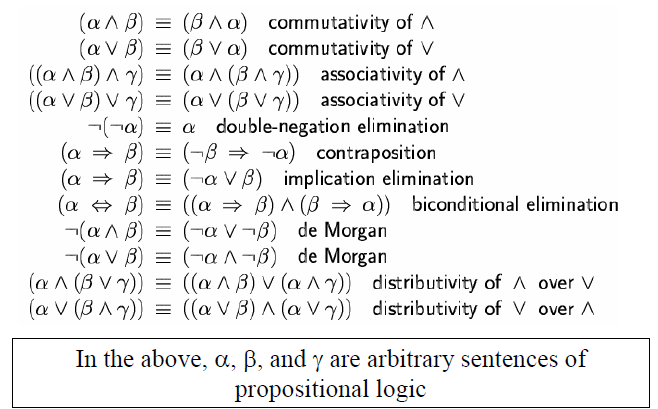 (α ∧ β) ≡ (β ∧ α) commutativity of ∧
(α ∨ β) ≡ (β ∨ α) commutativity of ∨
((α ∧ β) ∧ γ) ≡ (α ∧ (β ∧ γ)) associativity of ∧
((α ∨ β) ∨ γ) ≡ (α ∨ (β ∨ γ)) associativity of ∨
¬(¬α) ≡ α double-negation elimination
(α ⇒ β) ≡ (¬β ⇒ ¬α) contraposition
(α ⇒ β) ≡ (¬α ∨ β) implication elimination
(α ⇔ β) ≡ ((α ⇒ β) ∧ (β ⇒ α)) biconditional elimination
¬(α ∧ β) ≡ (¬α ∨ ¬β) de Morgan
¬(α ∨ β) ≡ (¬α ∧ ¬β) de Morgan
(α ∧ (β ∨ γ)) ≡ ((α ∧ β) ∨ (α ∧ γ)) distributivity of ∧ over ∨
(α ∨ (β ∧ γ)) ≡ ((α ∨ β) ∧ (α ∨ γ)) distributivity of ∨ over ∧
In the above, α, β, and γ are arbitrary sentences of
propositional logic